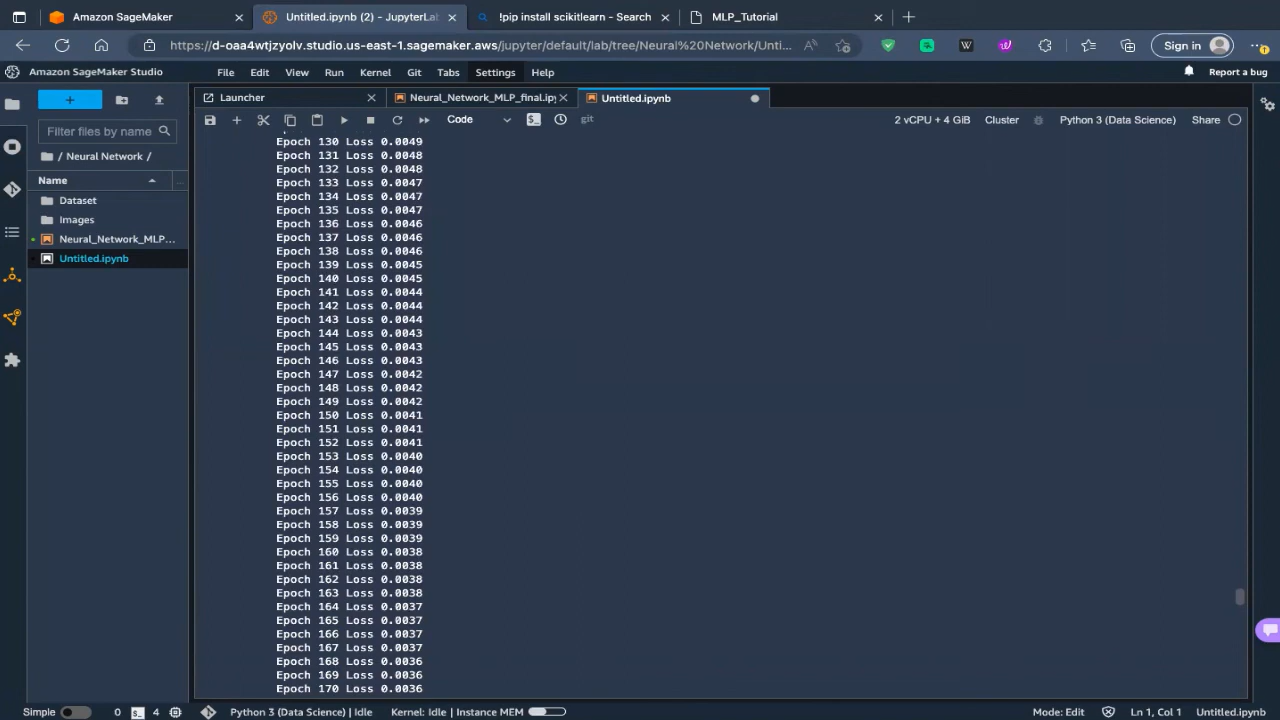 Amazon SageMaker
Untitled.ipynb (2) - JupyterLab
!pip install scikitlearn - Search
MLP_Tutorial
https://d-oaa4wtjzyolv.studio.us-east-1.sagemaker.aws/jupyter/default/lab/tree/Neural%20Network/Unti...
Sign in
Amazon SageMaker Studio
File Edit View Run Kernel Git Tabs Settings Help
Report a bug
Launcher
Neural_Network_MLP_final.ipy
Untitled.ipynb
Filter files by name
Code
git
2 vCPU + 4 GiB
Cluster
Python 3 (Data Science)
Share
/ Neural Network /
Name
Dataset
Images
Neural_Network_MLP...
Untitled.ipynb
Epoch 130 Loss 0.0049
Epoch 131 Loss 0.0048
Epoch 132 Loss 0.0048
Epoch 133 Loss 0.0047
Epoch 134 Loss 0.0047
Epoch 135 Loss 0.0047
Epoch 136 Loss 0.0046
Epoch 137 Loss 0.0046
Epoch 138 Loss 0.0046
Epoch 139 Loss 0.0045
Epoch 140 Loss 0.0045
Epoch 141 Loss 0.0044
Epoch 142 Loss 0.0044
Epoch 143 Loss 0.0044
Epoch 144 Loss 0.0043
Epoch 145 Loss 0.0043
Epoch 146 Loss 0.0043
Epoch 147 Loss 0.0042
Epoch 148 Loss 0.0042
Epoch 149 Loss 0.0042
Epoch 150 Loss 0.0041
Epoch 151 Loss 0.0041
Epoch 152 Loss 0.0041
Epoch 153 Loss 0.0040
Epoch 154 Loss 0.0040
Epoch 155 Loss 0.0040
Epoch 156 Loss 0.0040
Epoch 157 Loss 0.0039
Epoch 158 Loss 0.0039
Epoch 159 Loss 0.0039
Epoch 160 Loss 0.0038
Epoch 161 Loss 0.0038
Epoch 162 Loss 0.0038
Epoch 163 Loss 0.0038
Epoch 164 Loss 0.0037
Epoch 165 Loss 0.0037
Epoch 166 Loss 0.0037
Epoch 167 Loss 0.0037
Epoch 168 Loss 0.0036
Epoch 169 Loss 0.0036
Epoch 170 Loss 0.0036
Simple
0
4
Python 3 (Data Science) | Idle
Kernel: Idle | Instance MEM
Mode: Edit
Ln 1, Col 1
Untitled.ipynb